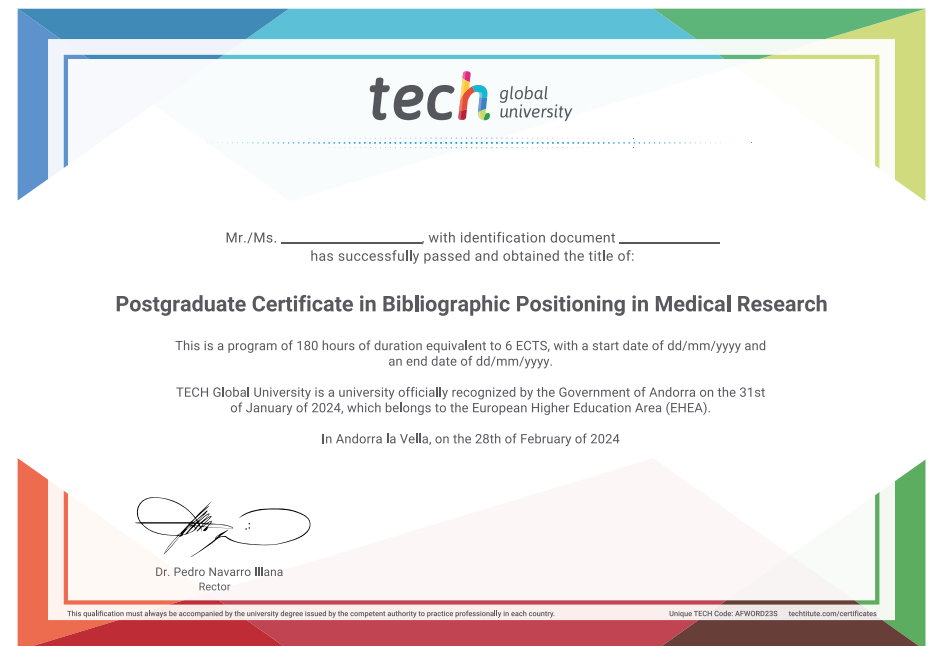 tech global
university
Mr./Ms. ____________________, with identification document ______________
has successfully passed and obtained the title of:
Postgraduate Certificate in Bibliographic Positioning in Medical Research
This is a program of 180 hours of duration equivalent to 6 ECTS, with a start date of dd/mm/yyyy and
an end date of dd/mm/yyyy.
TECH Global University is a university officially recognized by the Government of Andorra on the 31st
of January of 2024, which belongs to the European Higher Education Area (EHEA).
In Andorra la Vella, on the 28th of February of 2024
Dr. Pedro Navarro Illana
Rector
This qualification must always be accompanied by the university degree issued by the competent authority to practice professionally in each country.
Unique TECH Code: AFWORD23S techtitute.com/certificates